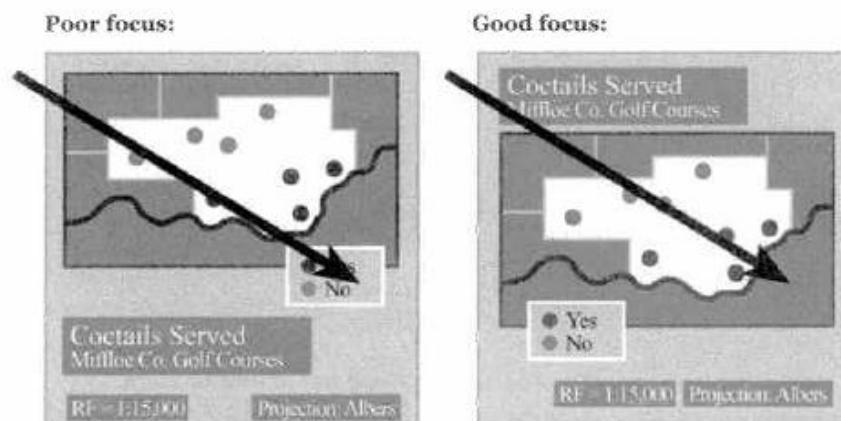 Poor focus:
No
Coctails Served
Miffloe Co. Golf Courses
RF = 1:15,000
Projection: Albers
Good focus:
Coctails Served
Miffloe Co. Golf Courses
Yes
No
RF = 1:15,000
Projection: Albers